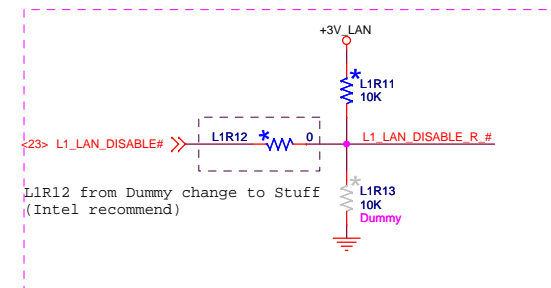 +3V_LAN
*
L1R11
10K
<23> L1_LAN_DISABLE#
L1R12 * 0
L1_LAN_DISABLE_R_#
L1R12 from Dummy change to Stuff
(Intel recommend)
*
L1R13
10K
Dummy